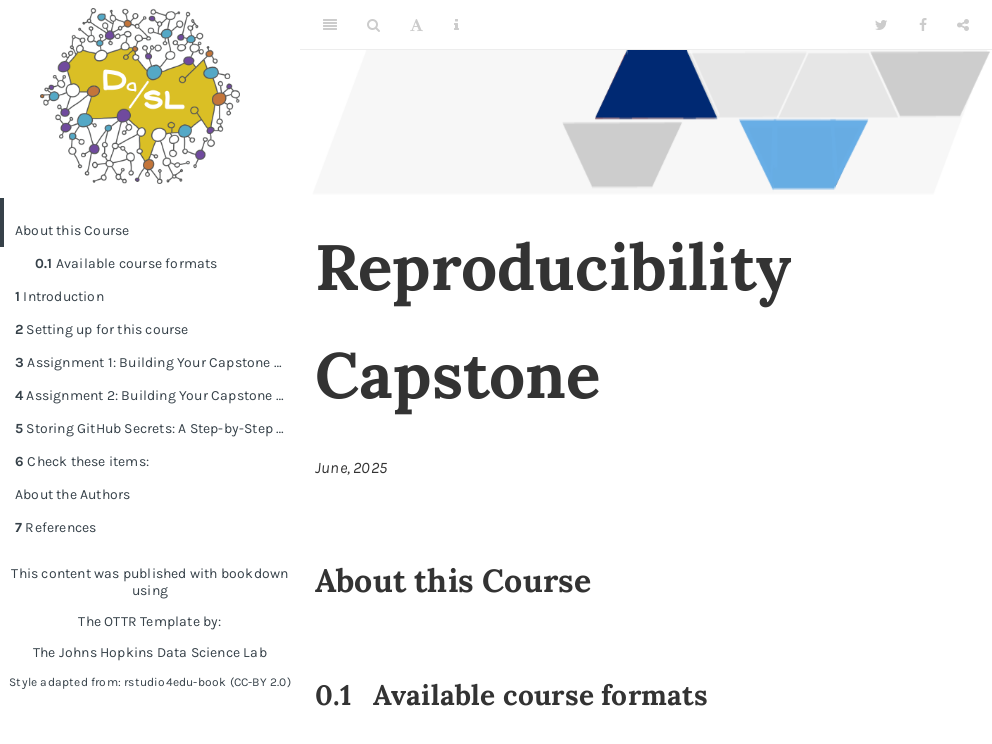 Da/SL
About this Course
0.1 Available course formats
1 Introduction
2 Setting up for this course
3 Assignment 1: Building Your Capstone ...
4 Assignment 2: Building Your Capstone ...
5 Storing GitHub Secrets: A Step-by-Step ...
6 Check these items:
About the Authors
7 References
This content was published with bookdown
using
The OTTR Template by:
The Johns Hopkins Data Science Lab
Style adapted from: rstudio4edu-book (CC-BY 2.0)
Reproducibility
Capstone
June, 2025
About this Course
0.1 Available course formats